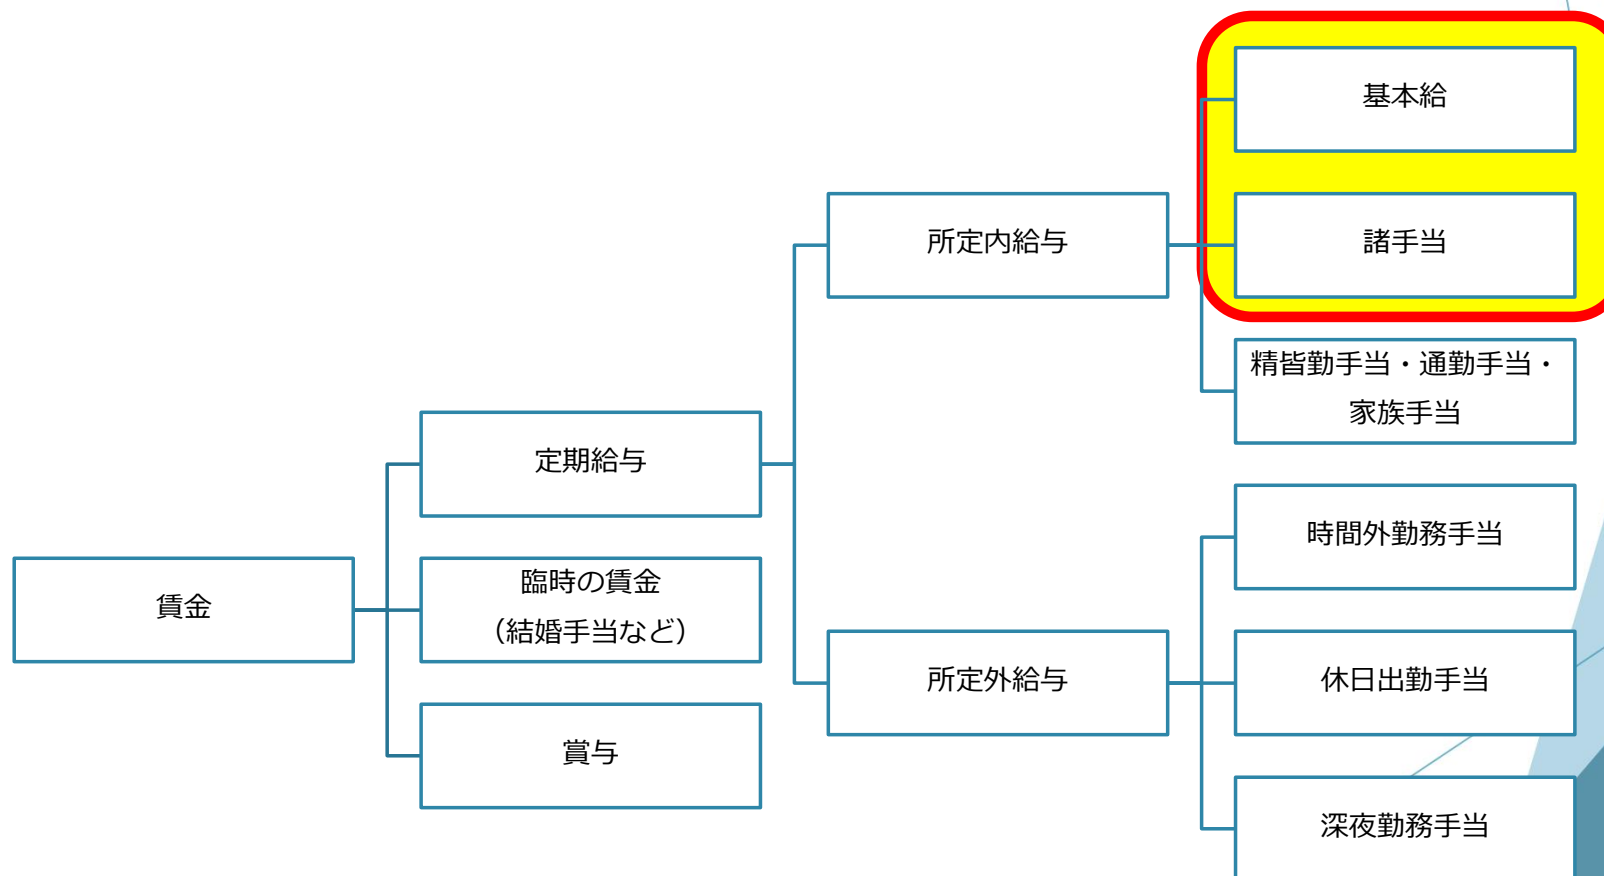 基本給
所定内給与
諸手当
精皆勤手当・通勤手当・
家族手当
定期給与
時間外勤務手当
賃金
臨時の賃金
（結婚手当など）
所定外給与
休日出勤手当
賞与
深夜勤務手当